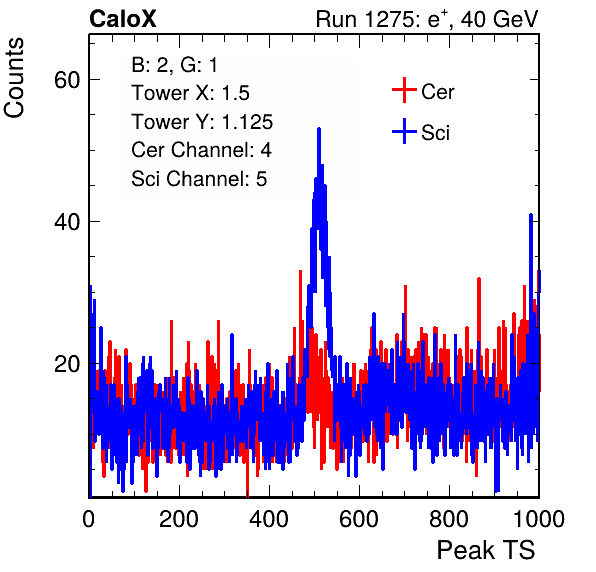 CaloX Run 1275: e⁺, 40 GeV
Counts
B: 2, G: 1
Tower X: 1.5
Tower Y: 1.125
Cer Channel: 4
Sci Channel: 5
Cer
Sci
60
40
20
0 200 400 600 800 1000
Peak TS